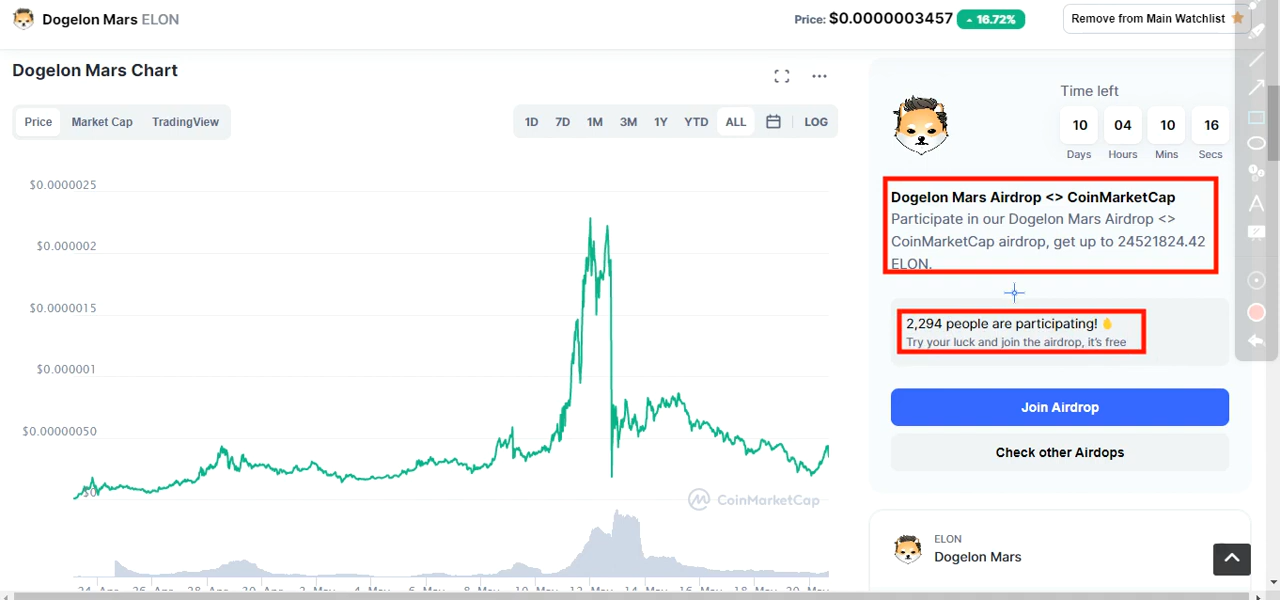 Dogelon Mars ELON
Price: $0.0000003457 16.72%
Remove from Main Watchlist
Dogelon Mars Chart
Price Market Cap TradingView
1D 7D 1M 3M 1Y YTD ALL LOG
$0.0000025
$0.000002
$0.0000015
$0.000001
$0.00000050
$0
CoinMarketCap
Time left
10 04 10 16
Days Hours Mins Secs
Dogelon Mars Airdrop <> CoinMarketCap
Participate in our Dogelon Mars Airdrop <>
CoinMarketCap airdrop, get up to 24521824.42
ELON.
2,294 people are participating!
Try your luck and join the airdrop, it's free
Join Airdrop
Check other Airdops
ELON
Dogelon Mars